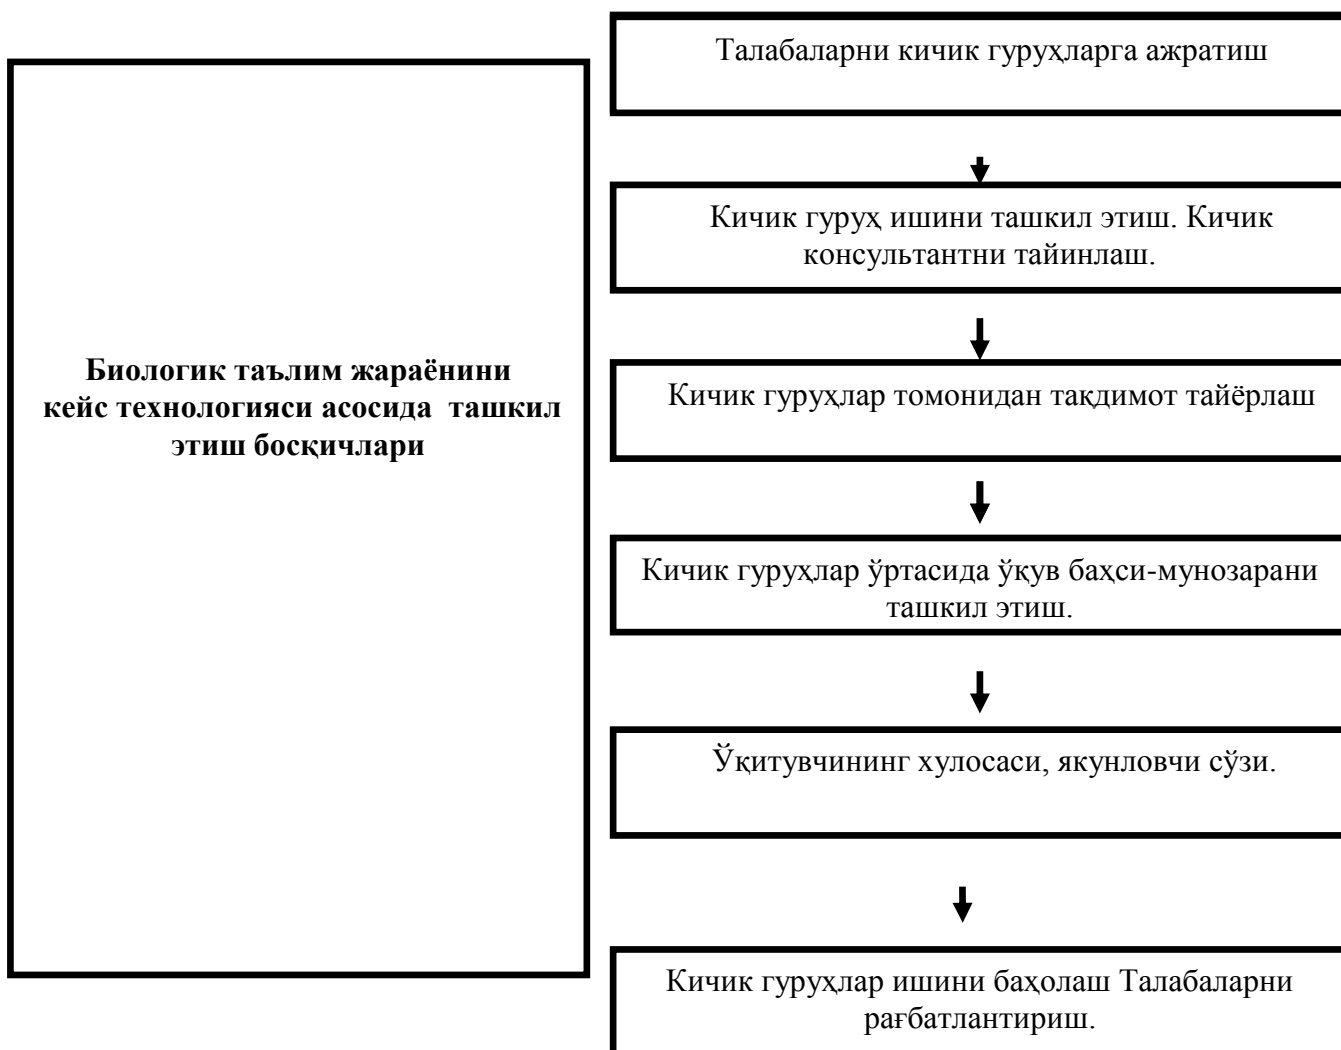 Биологик таълим жараёнини
кейс технологияси асосида ташкил
этиш босқичлари
Талабаларни кичик гуруҳларга ажратиш
Кичик гуруҳ ишини ташкил этиш. Кичик
консультантни тайинлаш.
Кичик гуруҳлар томонидан тақдимот тайёрлаш
Кичик гуруҳлар ўртасида ўқув баҳси-мунозарани
ташкил этиш.
Ўқитувчининг хулосаси, якунловчи сўзи.
Кичик гуруҳлар ишини баҳолаш Талабаларни
рағбатлантириш.